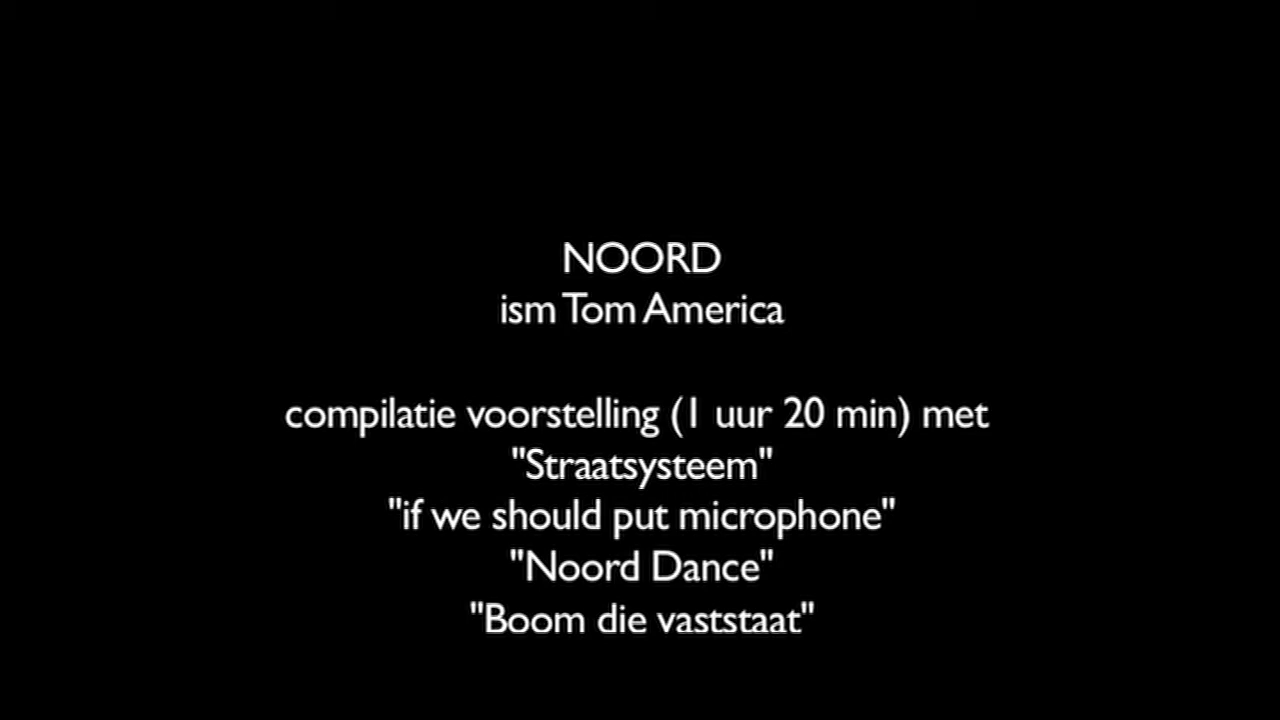 NOORD
ism Tom America
compilatie voorstelling (1 uur 20 min) met
"Straatsysteem"
"if we should put microphone"
"Noord Dance"
"Boom die vaststaat"